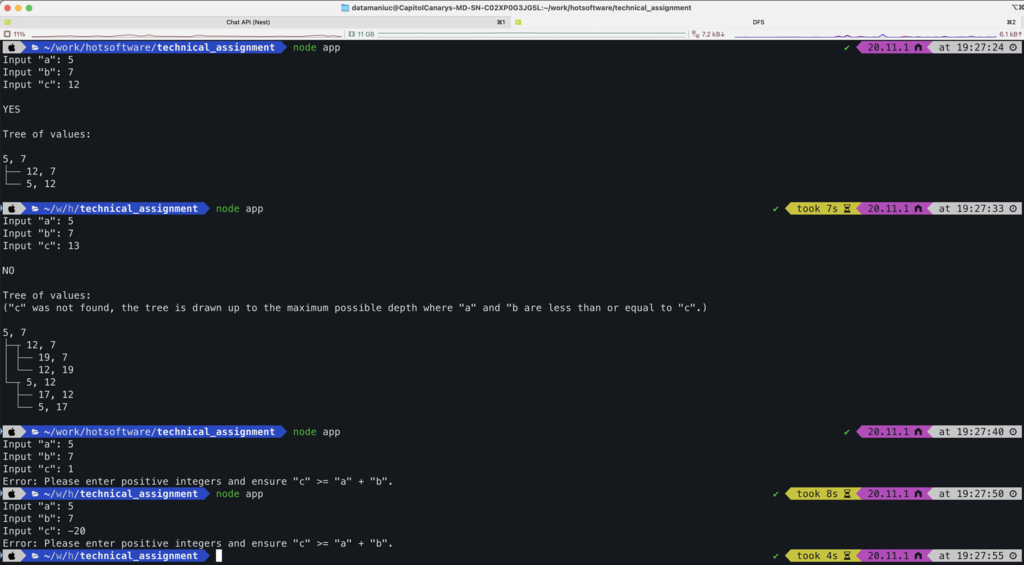 datamaniuc@CapitolCanarys-MD-SN-C02XP0G3JG5L:~/work/hotsoftware/technical_assignment
Chat API (Nest) ⌘1 DFS ⌘2
11% 11 GB 7.2 kB↓ 6.1 kB↑
~/work/hotsoftware/technical_assignment node app ✔ 20.11.1 at 19:27:24
Input "a": 5
Input "b": 7
Input "c": 12
YES
Tree of values:
5, 7
├── 12, 7
└── 5, 12
~/w/h/technical_assignment node app ✔ took 7s 20.11.1 at 19:27:33
Input "a": 5
Input "b": 7
Input "c": 13
NO
Tree of values:
("c" was not found, the tree is drawn up to the maximum possible depth where "a" and "b are less than or equal to "c".)
5, 7
├─┬ 12, 7
│ ├── 19, 7
│ └── 12, 19
└─┬ 5, 12
  ├── 17, 12
  └── 5, 17
~/work/hotsoftware/technical_assignment node app ✔ 20.11.1 at 19:27:40
Input "a": 5
Input "b": 7
Input "c": 1
Error: Please enter positive integers and ensure "c" >= "a" + "b".
~/w/h/technical_assignment node app ✔ took 8s 20.11.1 at 19:27:50
Input "a": 5
Input "b": 7
Input "c": -20
Error: Please enter positive integers and ensure "c" >= "a" + "b".
~/w/h/technical_assignment ✔ took 4s 20.11.1 at 19:27:55